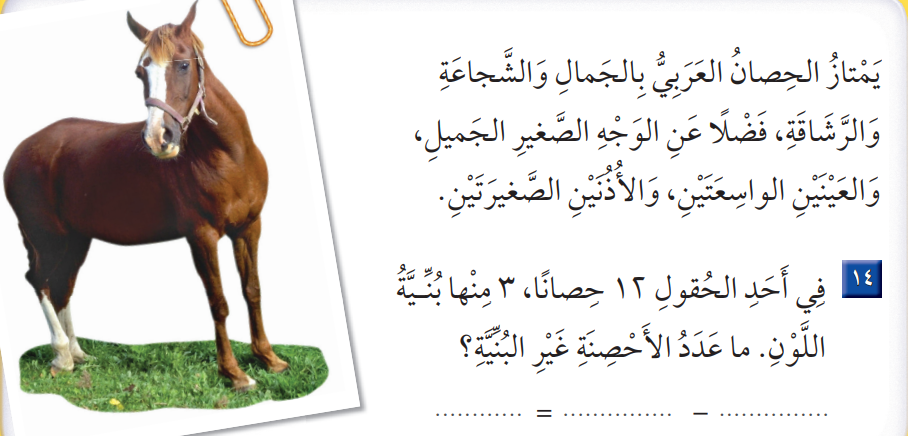 يَمْتازُ الحِصانُ العَرَبِيُّ بِالجَمالِ وَالشَّجاعَةِ
وَالرَّشَاقَةِ، فَضْلًا عَنِ الوَجْهِ الصَّغيرِ الجَميلِ،
وَالعَيْنَيْنِ الواسِعَتَيْنِ، وَالأُذُنَيْنِ الصَّغيرَتَيْنِ.
١٤ فِي أَحَدِ الحُقولِ ١٢ حِصانًا، ٣ مِنْها بُنِّيَّةُ
اللَّوْنِ. ما عَدَدُ الأَحْصِنَةِ غَيْرِ البُنِّيَّةِ؟
............... − ............... = ............